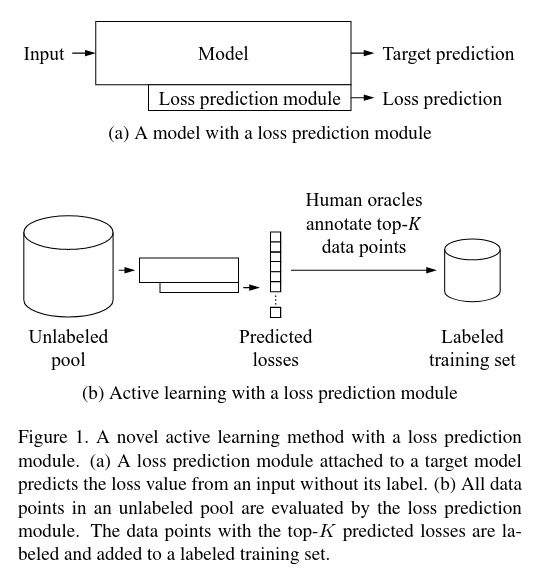 Input
Model
Target prediction
Loss prediction module
Loss prediction
(a) A model with a loss prediction module
Human oracles
annotate top-K
data points
Unlabeled
pool
Predicted
losses
Labeled
training set
(b) Active learning with a loss prediction module
Figure 1. A novel active learning method with a loss prediction
module. (a) A loss prediction module attached to a target model
predicts the loss value from an input without its label. (b) All data
points in an unlabeled pool are evaluated by the loss prediction
module. The data points with the top-K predicted losses are la-
beled and added to a labeled training set.